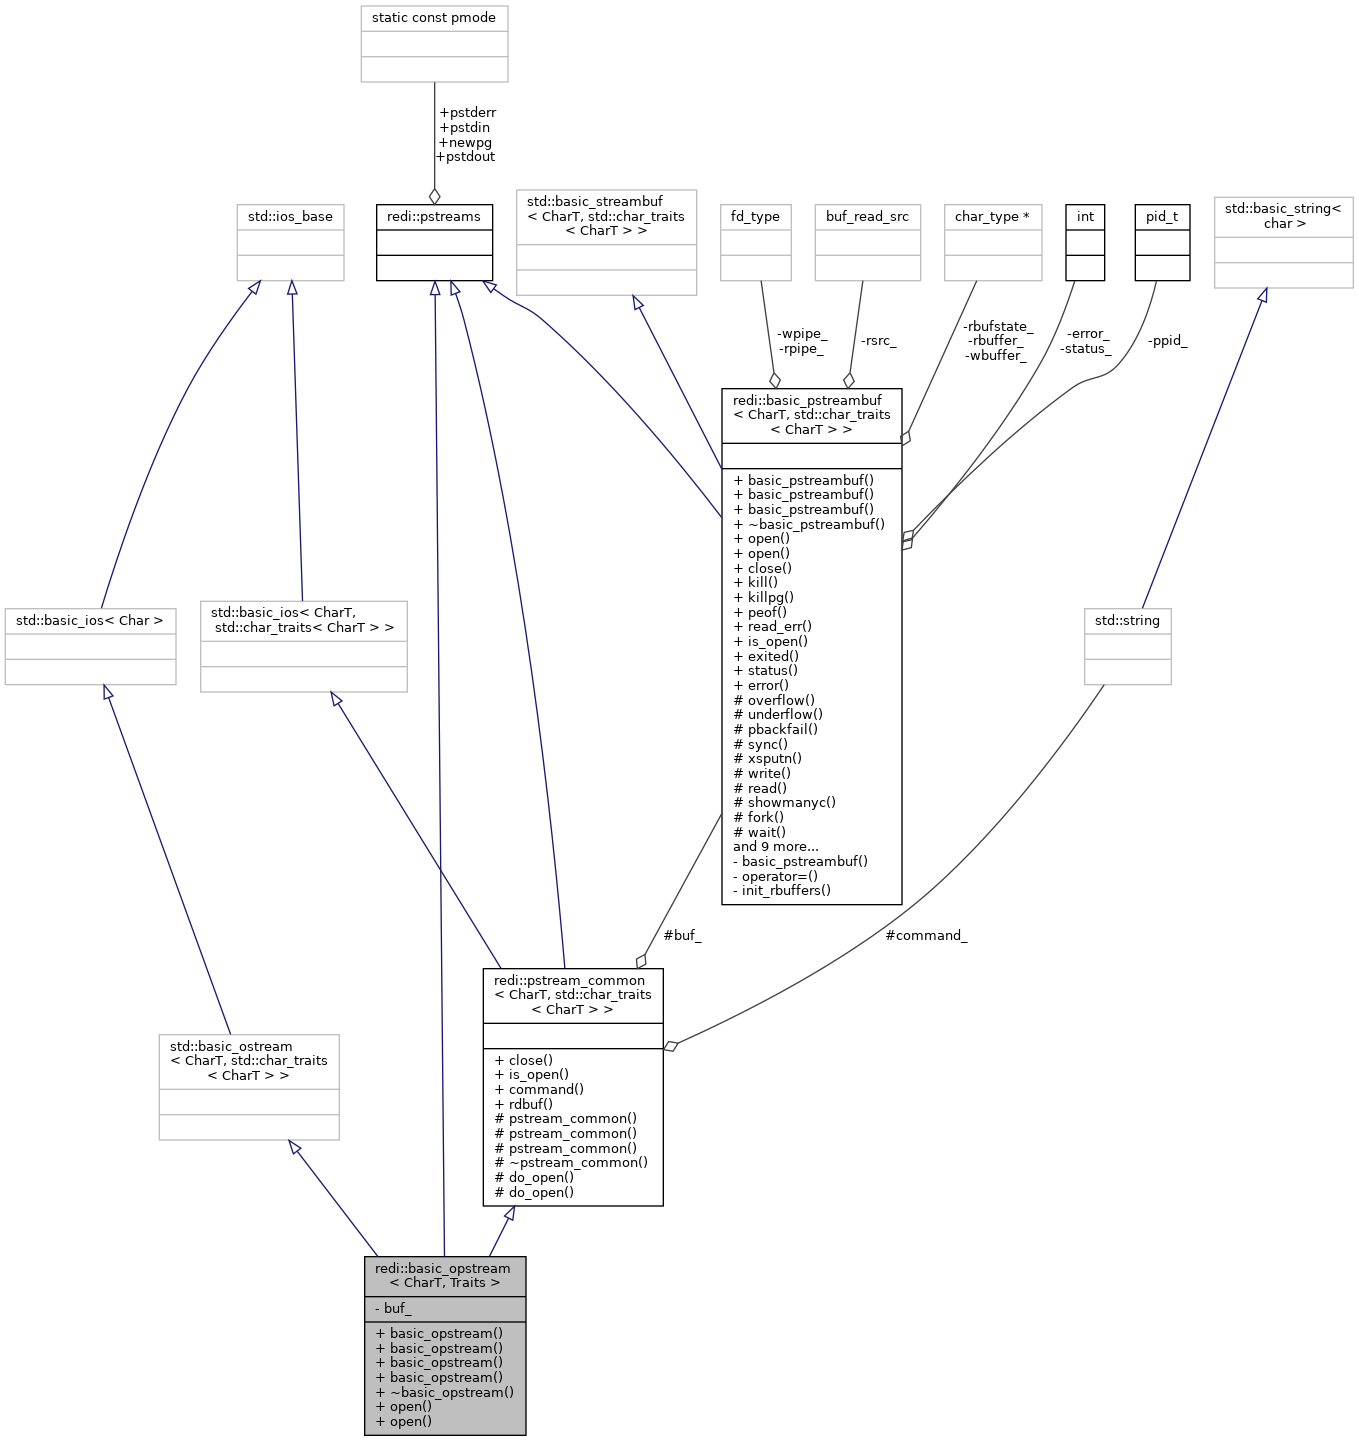 static const pmode
+pstderr
+pstdin
+newpg
+pstdout
std::ios_base
redi::pstreams
std::basic_streambuf
< CharT, std::char_traits
< CharT > >
fd_type
buf_read_src
char_type *
int
pid_t
std::basic_string<
char >
-wpipe_
-rpipe_
-rsrc_
-rbufstate_
-rbuffer_
-wbuffer_
-error_
-status_
-ppid_
redi::basic_pstreambuf
< CharT, std::char_traits
< CharT > >
+ basic_pstreambuf()
+ basic_pstreambuf()
+ basic_pstreambuf()
+ ~basic_pstreambuf()
+ open()
+ open()
+ close()
+ kill()
+ killpg()
+ peof()
+ read_err()
+ is_open()
+ exited()
+ status()
+ error()
# overflow()
# underflow()
# pbackfail()
# sync()
# xsputn()
# write()
# read()
# showmanyc()
# fork()
# wait()
and 9 more...
- basic_pstreambuf()
- operator=()
- init_rbuffers()
std::basic_ios< Char >
std::basic_ios< CharT,
std::char_traits< CharT > >
std::string
#buf_
#command_
redi::pstream_common
< CharT, std::char_traits
< CharT > >
+ close()
+ is_open()
+ command()
+ rdbuf()
# pstream_common()
# pstream_common()
# pstream_common()
# ~pstream_common()
# do_open()
# do_open()
std::basic_ostream
< CharT, std::char_traits
< CharT > >
redi::basic_opstream
< CharT, Traits >
- buf_
+ basic_opstream()
+ basic_opstream()
+ basic_opstream()
+ basic_opstream()
+ ~basic_opstream()
+ open()
+ open()